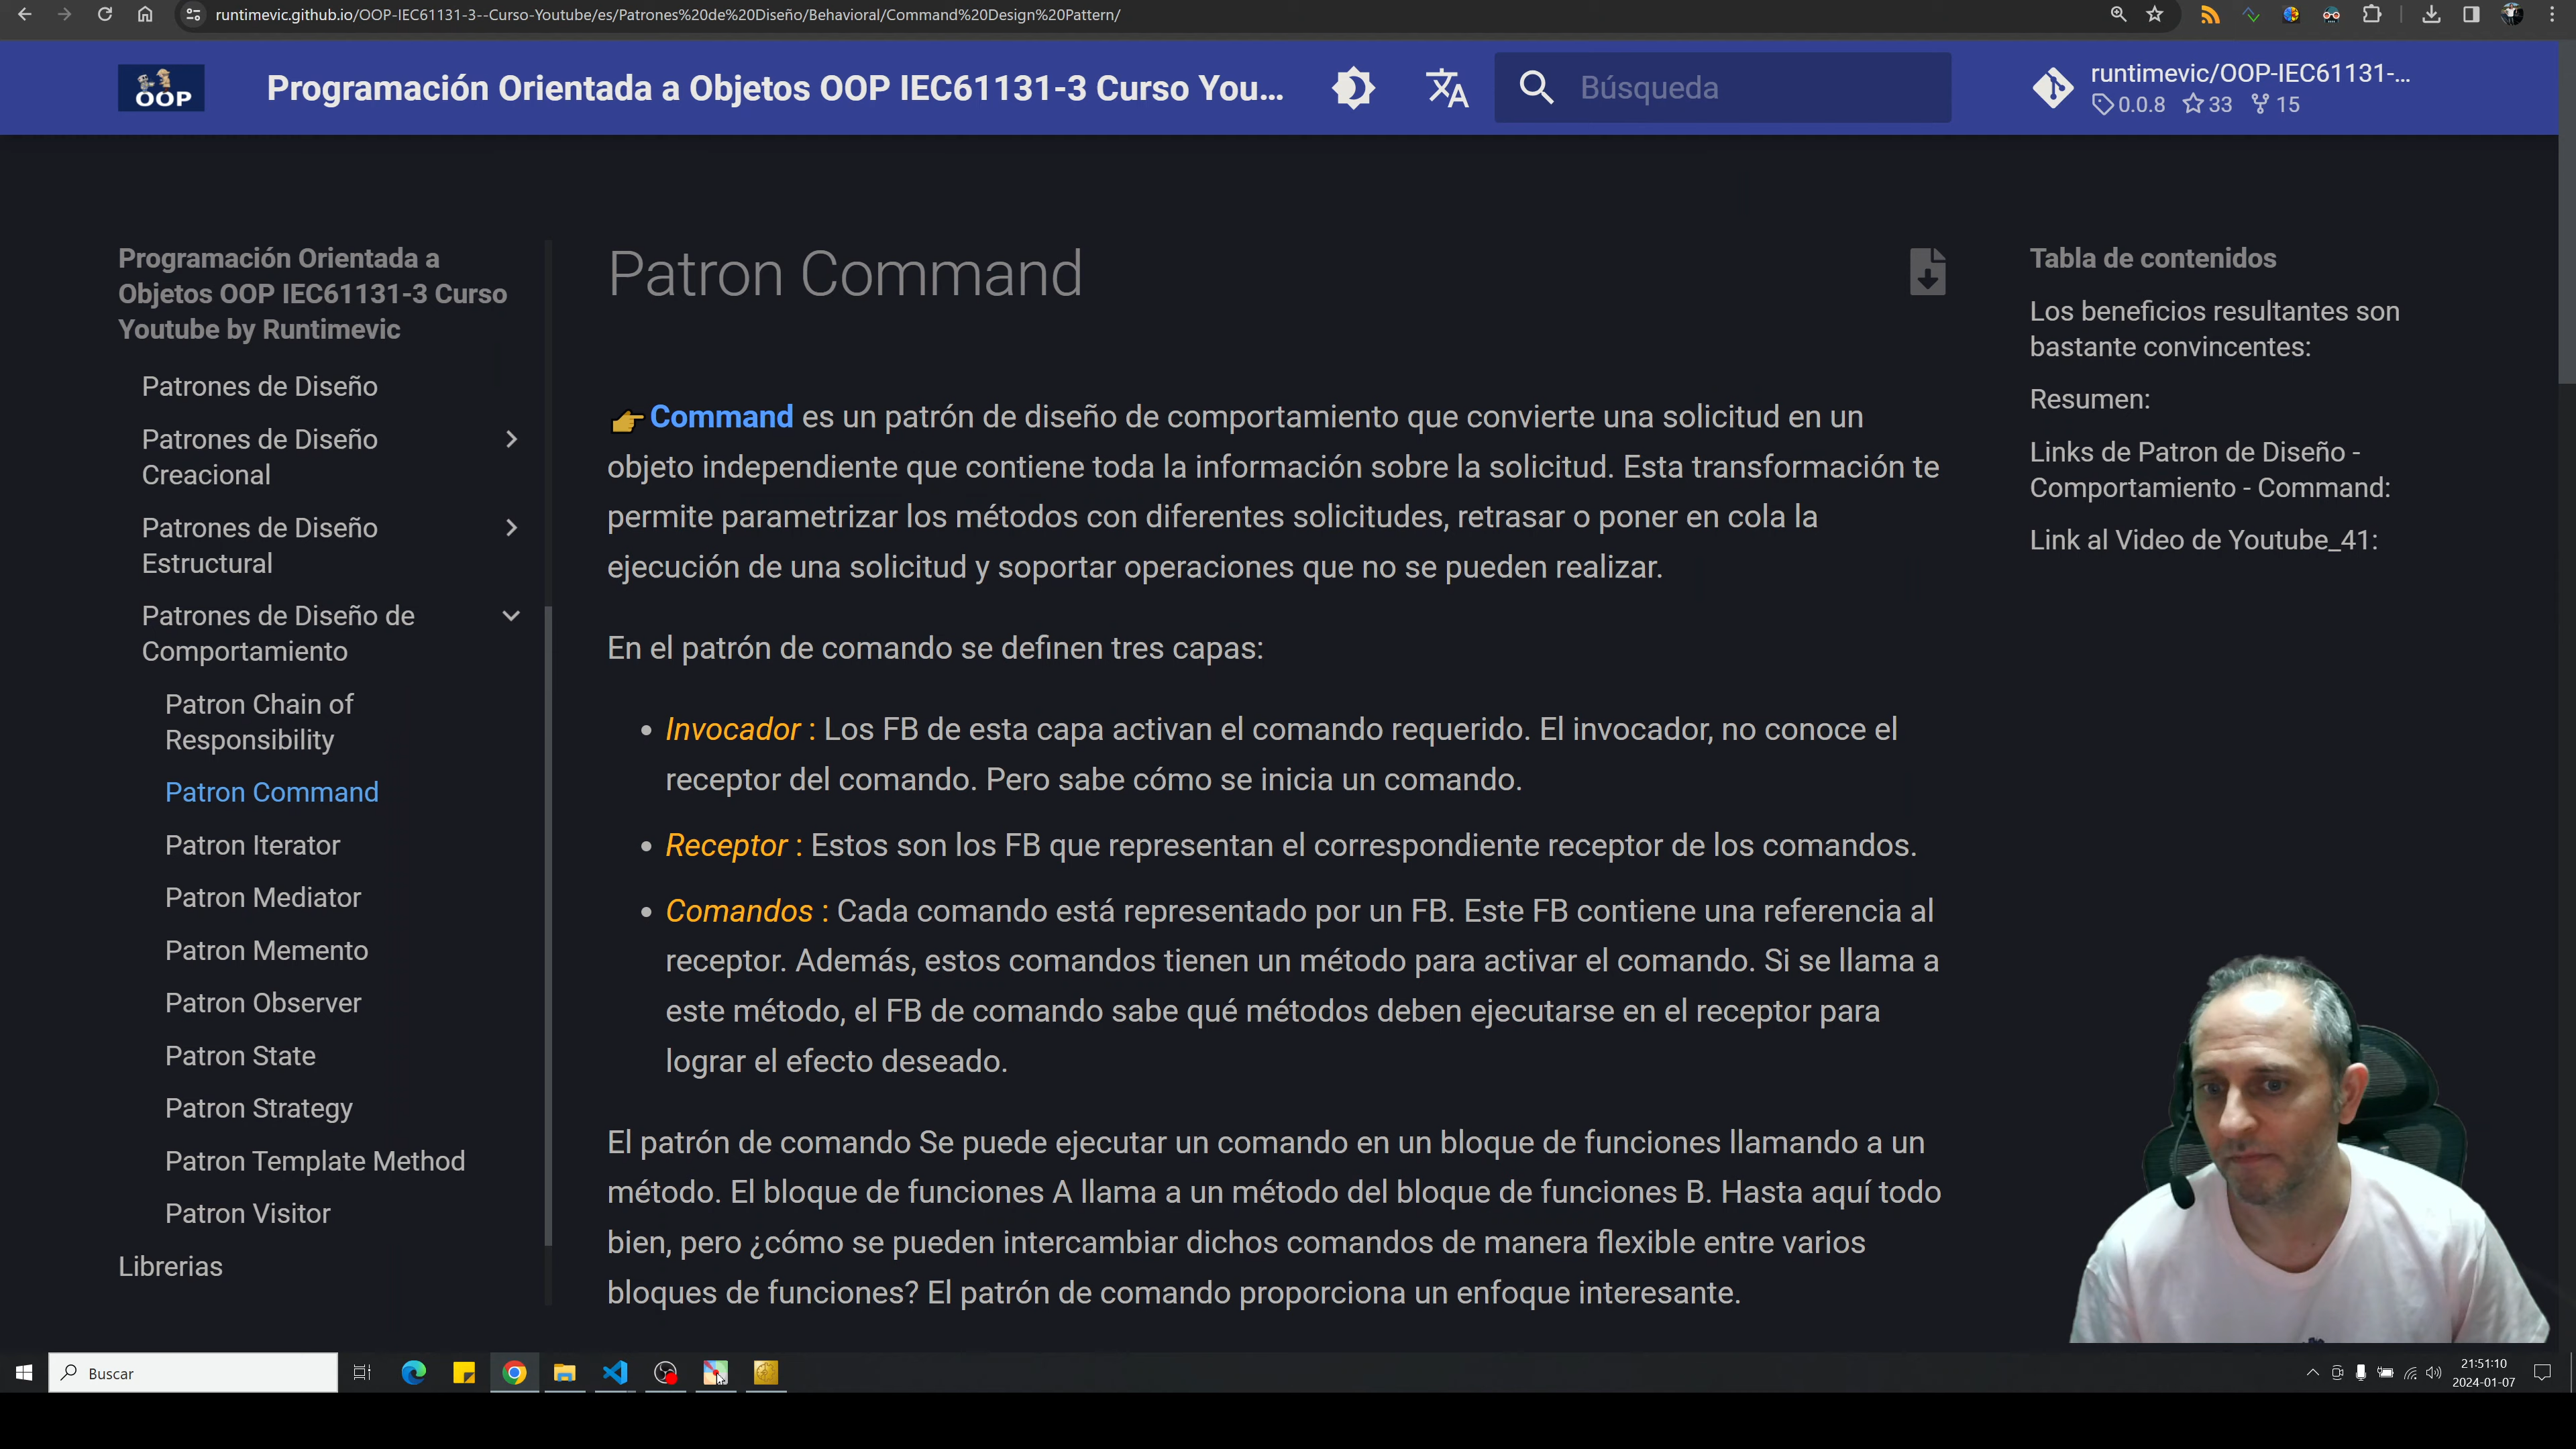 runtimevic.github.io/OOP-IEC61131-3--Curso-Youtube/es/Patrones%20de%20Diseño/Behavioral/Command%20Design%20Pattern/
OOP
Programación Orientada a Objetos OOP IEC61131-3 Curso You...
Búsqueda
runtimevic/OOP-IEC61131-...
0.0.8 33 15
Programación Orientada a
Objetos OOP IEC61131-3 Curso
Youtube by Runtimevic
Patrones de Diseño
Patrones de Diseño
Creacional
Patrones de Diseño
Estructural
Patrones de Diseño de
Comportamiento
Patron Chain of
Responsibility
Patron Command
Patron Iterator
Patron Mediator
Patron Memento
Patron Observer
Patron State
Patron Strategy
Patron Template Method
Patron Visitor
Librerias
Patron Command
Command es un patrón de diseño de comportamiento que convierte una solicitud en un
objeto independiente que contiene toda la información sobre la solicitud. Esta transformación te
permite parametrizar los métodos con diferentes solicitudes, retrasar o poner en cola la
ejecución de una solicitud y soportar operaciones que no se pueden realizar.
En el patrón de comando se definen tres capas:
• Invocador : Los FB de esta capa activan el comando requerido. El invocador, no conoce el
receptor del comando. Pero sabe cómo se inicia un comando.
• Receptor : Estos son los FB que representan el correspondiente receptor de los comandos.
• Comandos : Cada comando está representado por un FB. Este FB contiene una referencia al
receptor. Además, estos comandos tienen un método para activar el comando. Si se llama a
este método, el FB de comando sabe qué métodos deben ejecutarse en el receptor para
lograr el efecto deseado.
El patrón de comando Se puede ejecutar un comando en un bloque de funciones llamando a un
método. El bloque de funciones A llama a un método del bloque de funciones B. Hasta aquí todo
bien, pero ¿cómo se pueden intercambiar dichos comandos de manera flexible entre varios
bloques de funciones? El patrón de comando proporciona un enfoque interesante.
Tabla de contenidos
Los beneficios resultantes son
bastante convincentes:
Resumen:
Links de Patron de Diseño -
Comportamiento - Command:
Link al Video de Youtube_41:
Buscar
21:51:10
2024-01-07